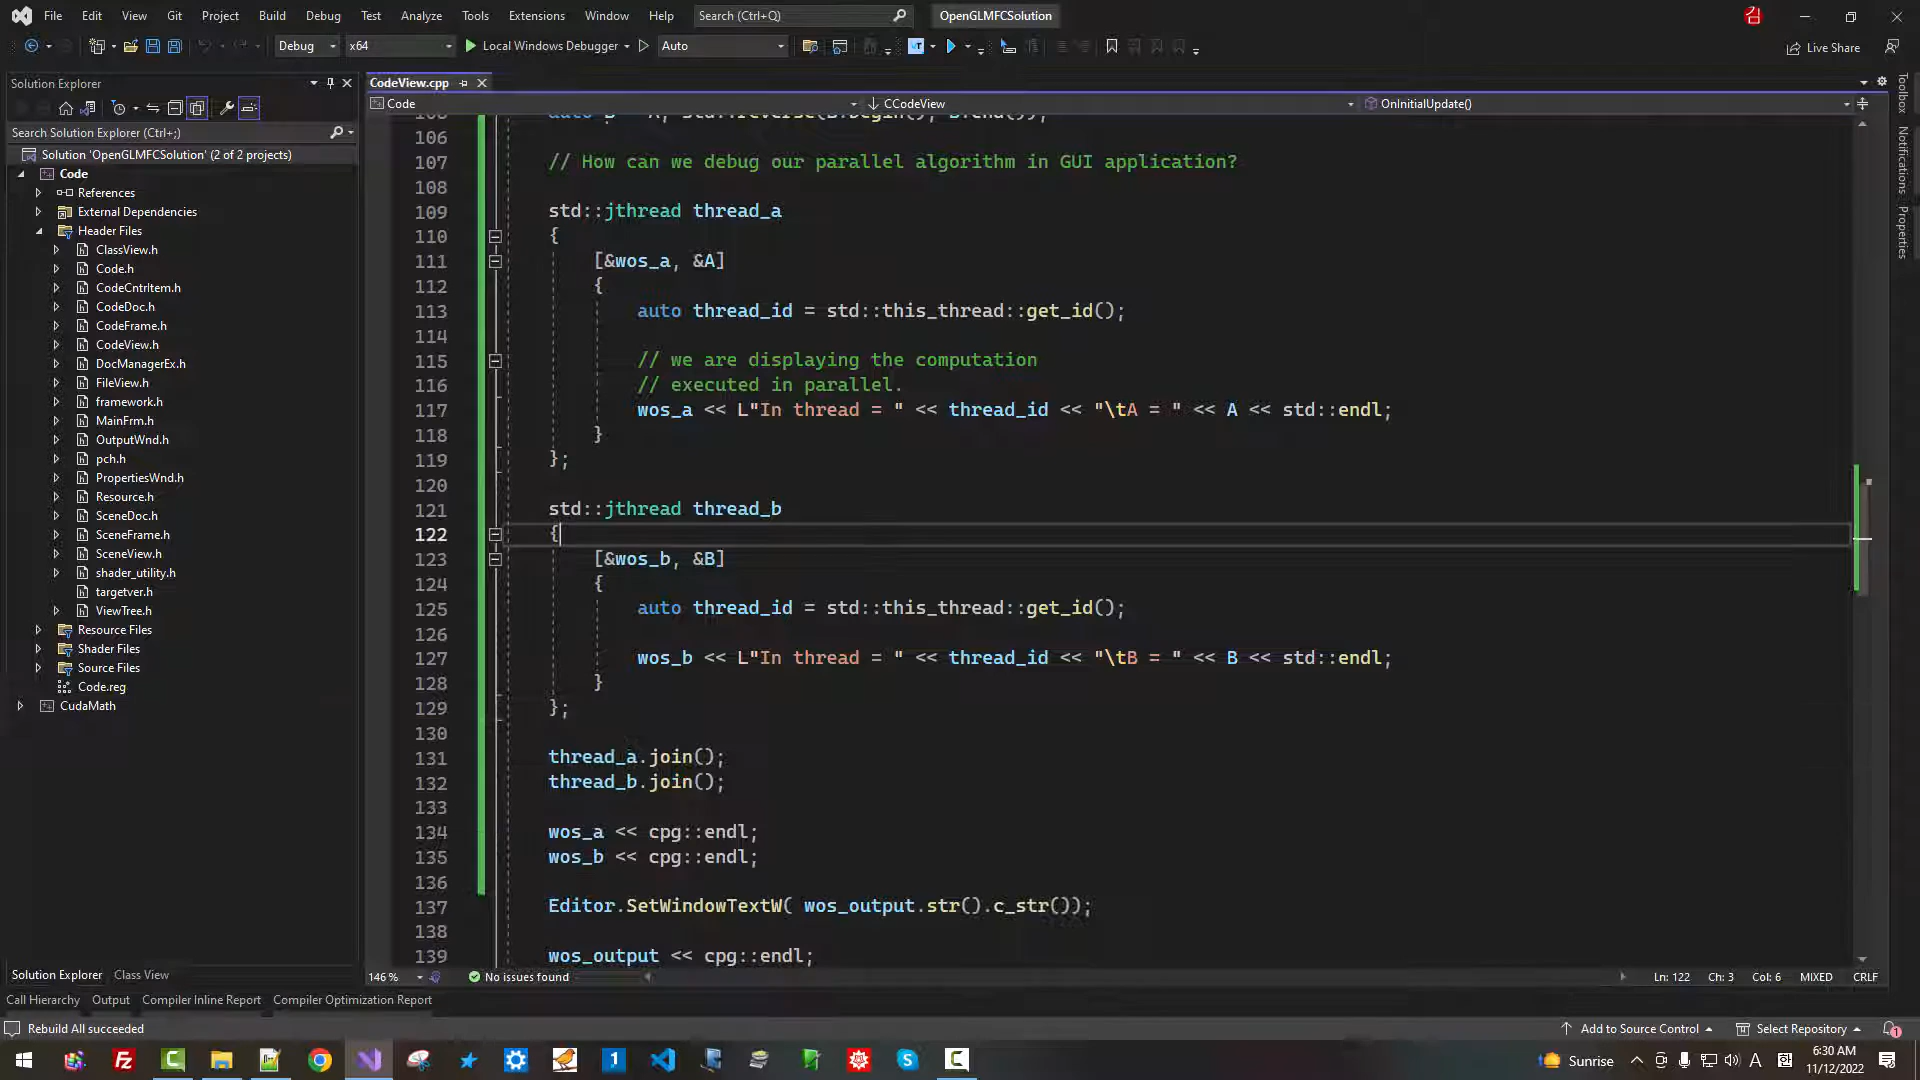 File Edit View Git Project Build Debug Test Analyze Tools Extensions Window Help Search (Ctrl+Q) OpenGLMFCSolution
Debug x64 Local Windows Debugger Auto Live Share
Solution Explorer
Search Solution Explorer (Ctrl+;)
Solution 'OpenGLMFCSolution' (2 of 2 projects)
Code
References
External Dependencies
Header Files
ClassView.h
Code.h
CodeCntrItem.h
CodeDoc.h
CodeFrame.h
CodeView.h
DocManagerEx.h
FileView.h
framework.h
MainFrm.h
OutputWnd.h
pch.h
PropertiesWnd.h
Resource.h
SceneDoc.h
SceneFrame.h
SceneView.h
shader_utility.h
targetver.h
ViewTree.h
Resource Files
Shader Files
Source Files
Code.reg
CudaMath
Solution Explorer Class View
CodeView.cpp
Code CCodeView OnInitialUpdate()
106
107 // How can we debug our parallel algorithm in GUI application?
108
109 std::jthread thread_a
110 {
111 [&wos_a, &A]
112 {
113 auto thread_id = std::this_thread::get_id();
114
115 // we are displaying the computation
116 // executed in parallel.
117 wos_a << L"In thread = " << thread_id << "\tA = " << A << std::endl;
118 }
119 };
120
121 std::jthread thread_b
122 {
123 [&wos_b, &B]
124 {
125 auto thread_id = std::this_thread::get_id();
126
127 wos_b << L"In thread = " << thread_id << "\tB = " << B << std::endl;
128 }
129 };
130
131 thread_a.join();
132 thread_b.join();
133
134 wos_a << cpg::endl;
135 wos_b << cpg::endl;
136
137 Editor.SetWindowTextW( wos_output.str().c_str());
138
139 wos_output << cpg::endl;
146 % No issues found Ln: 122 Ch: 3 Col: 6 MIXED CRLF
Toolbox
Notifications
Properties
Call Hierarchy Output Compiler Inline Report Compiler Optimization Report
Rebuild All succeeded Add to Source Control Select Repository 1
Sunrise A 6:30 AM
11/12/2022